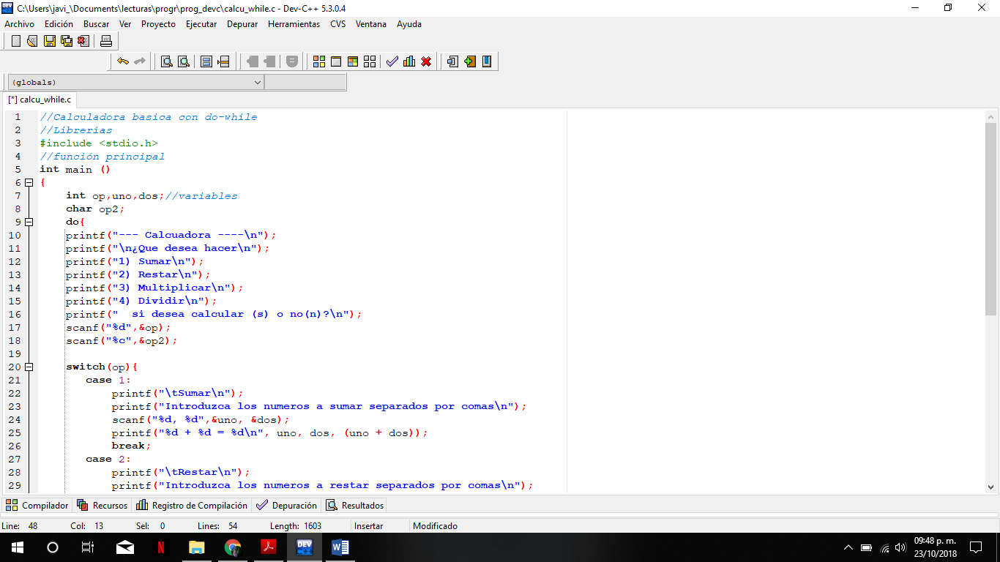 C:\Users\javi_\Documents\lecturas\progr\prog_devc\calcu_while.c - Dev-C++ 5.3.0.4
Archivo Edición Buscar Ver Proyecto Ejecutar Depurar Herramientas CVS Ventana Ayuda
(globals)
[*] calcu_while.c
1 //Calculadora basica con do-while
2 //Librerias
3 #include <stdio.h>
4 //función principal
5 int main ()
6 {
7 int op,uno,dos;//variables
8 char op2;
9 do{
10 printf("--- Calcuadora ----\n");
11 printf("\n¿Que desea hacer\n");
12 printf("1) Sumar\n");
13 printf("2) Restar\n");
14 printf("3) Multiplicar\n");
15 printf("4) Dividir\n");
16 printf("  si desea calcular (s) o no(n)?\n");
17 scanf("%d",&op);
18 scanf("%c",&op2);
19
20 switch(op){
21 case 1:
22 printf("\tSumar\n");
23 printf("Introduzca los numeros a sumar separados por comas\n");
24 scanf("%d, %d",&uno, &dos);
25 printf("%d + %d = %d\n", uno, dos, (uno + dos));
26 break;
27 case 2:
28 printf("\tRestar\n");
29 printf("Introduzca los numeros a restar separados por comas\n");
Compilador Recursos Registro de Compilación Depuración Resultados
Line: 48 Col: 13 Sel: 0 Lines: 54 Length: 1603 Insertar Modificado
09:48 p. m.
23/10/2018